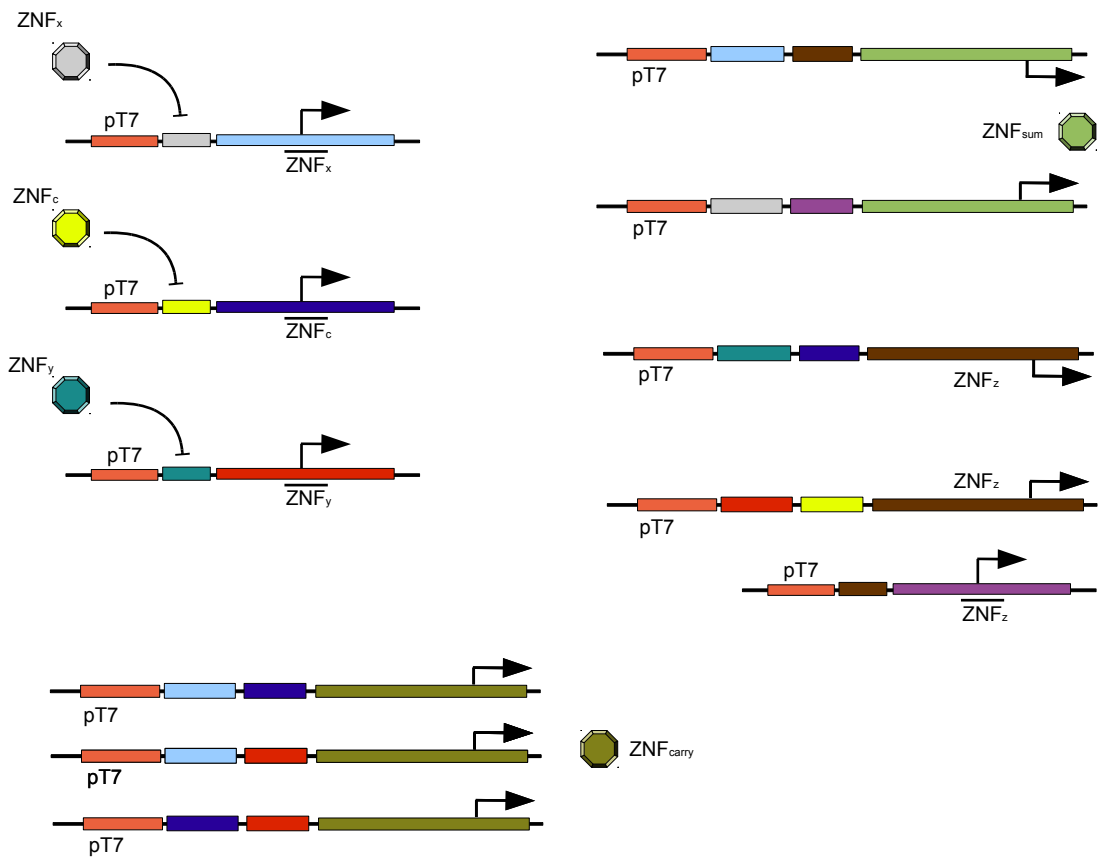 ZNFx
pT7
ZNFx
ZNFc
pT7
ZNFc
ZNFy
pT7
ZNFy
pT7
ZNFsum
pT7
pT7
ZNFz
ZNFz
pT7
pT7
ZNFz
pT7
pT7
ZNFcarry
pT7